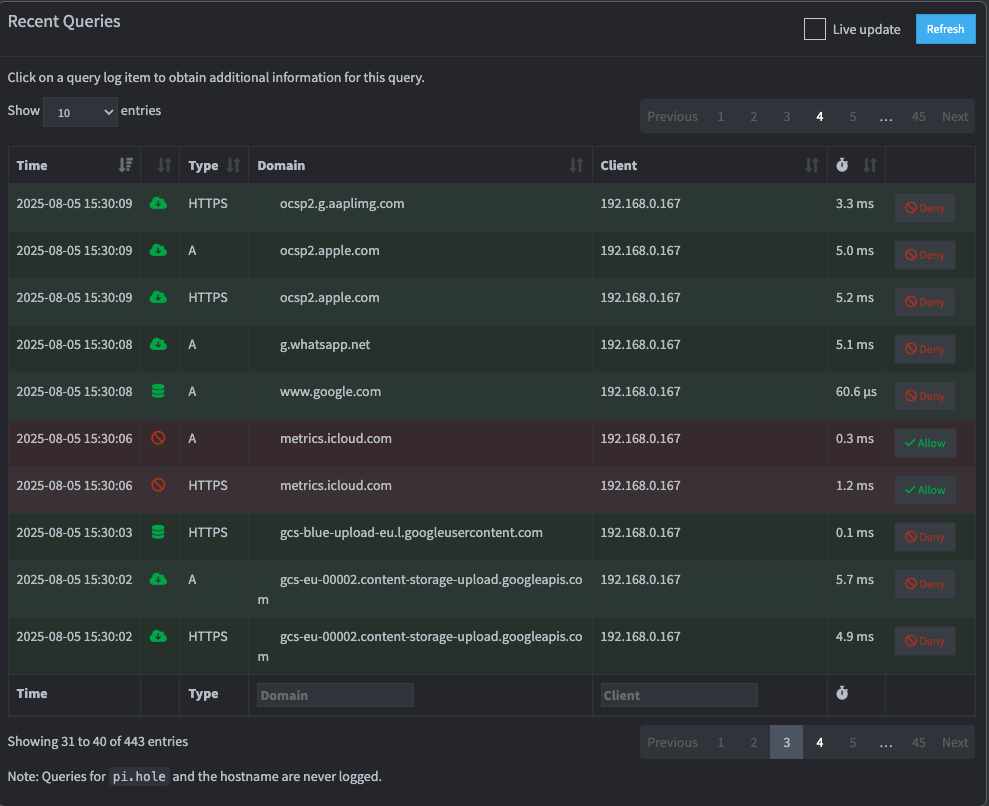 Recent Queries
Live update Refresh
Click on a query log item to obtain additional information for this query.
Show 10 entries
Previous 1 2 3 4 5 … 45 Next
Time Type Domain Client
2025-08-05 15:30:09 HTTPS ocsp2.g.aaplimg.com 192.168.0.167 3.3 ms Deny
2025-08-05 15:30:09 A ocsp2.apple.com 192.168.0.167 5.0 ms Deny
2025-08-05 15:30:09 HTTPS ocsp2.apple.com 192.168.0.167 5.2 ms Deny
2025-08-05 15:30:08 A g.whatsapp.net 192.168.0.167 5.1 ms Deny
2025-08-05 15:30:08 A www.google.com 192.168.0.167 60.6 µs Deny
2025-08-05 15:30:06 A metrics.icloud.com 192.168.0.167 0.3 ms Allow
2025-08-05 15:30:06 HTTPS metrics.icloud.com 192.168.0.167 1.2 ms Allow
2025-08-05 15:30:03 HTTPS gcs-blue-upload-eu.l.googleusercontent.com 192.168.0.167 0.1 ms Deny
2025-08-05 15:30:02 A gcs-eu-00002.content-storage-upload.googleapis.co 192.168.0.167 5.7 ms Deny
m
2025-08-05 15:30:02 HTTPS gcs-eu-00002.content-storage-upload.googleapis.co 192.168.0.167 4.9 ms Deny
m
Time Type Domain Client
Showing 31 to 40 of 443 entries
Previous 1 2 3 4 5 … 45 Next
Note: Queries for pi.hole and the hostname are never logged.